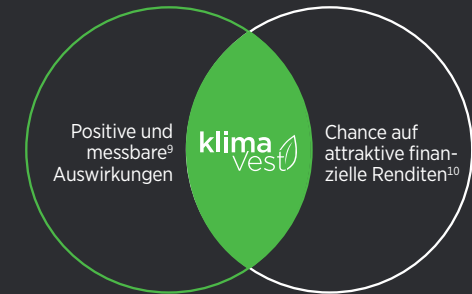 Positive und
messbare⁹
Auswirkungen
klima
Vest
Chance auf
attraktive finan-
zielle Renditen¹⁰